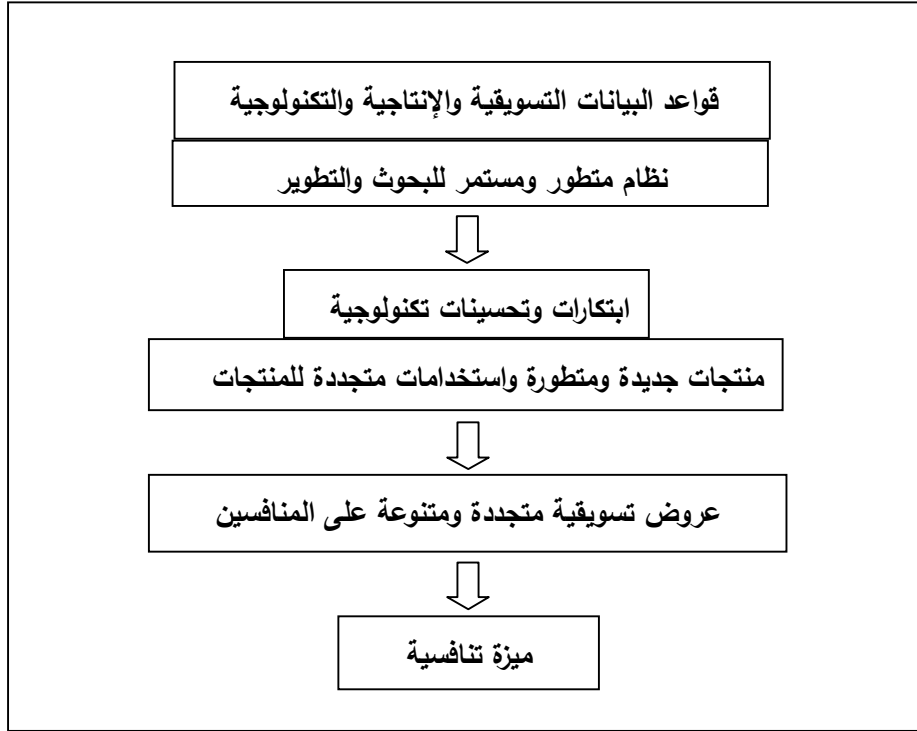 قواعد البيانات التسويقية والإنتاجية والتكنولوجية
نظام متطور ومستمر للبحوث والتطوير
ابتكارات وتحسينات تكنولوجية
منتجات جديدة ومتطورة واستخدامات متجددة للمنتجات
عروض تسويقية متجددة ومتنوعة على المنافسين
ميزة تنافسية